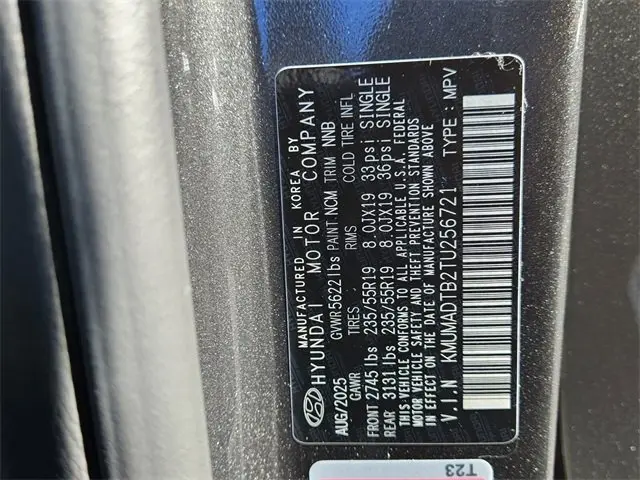 MANUFACTURED IN KOREA BY
HYUNDAI MOTOR COMPANY
AUG/2025 GVWR 5622 lbs PAINT: NCM TRIM NNB
GAWR TIRES RIMS COLD TIRE INFL
FRONT 2745 lbs 235/55R19 8.0JX19 33psi SINGLE
REAR 3131 lbs 235/55R19 8.0JX19 36psi SINGLE
THIS VEHICLE CONFORMS TO ALL APPLICABLE U.S.A. FEDERAL
MOTOR VEHICLE SAFETY AND THEFT PREVENTION STANDARDS
IN EFFECT ON THE DATE OF MANUFACTURE SHOWN ABOVE
V.I.N KMUMADTB2TU256721 TYPE : MPV
T23